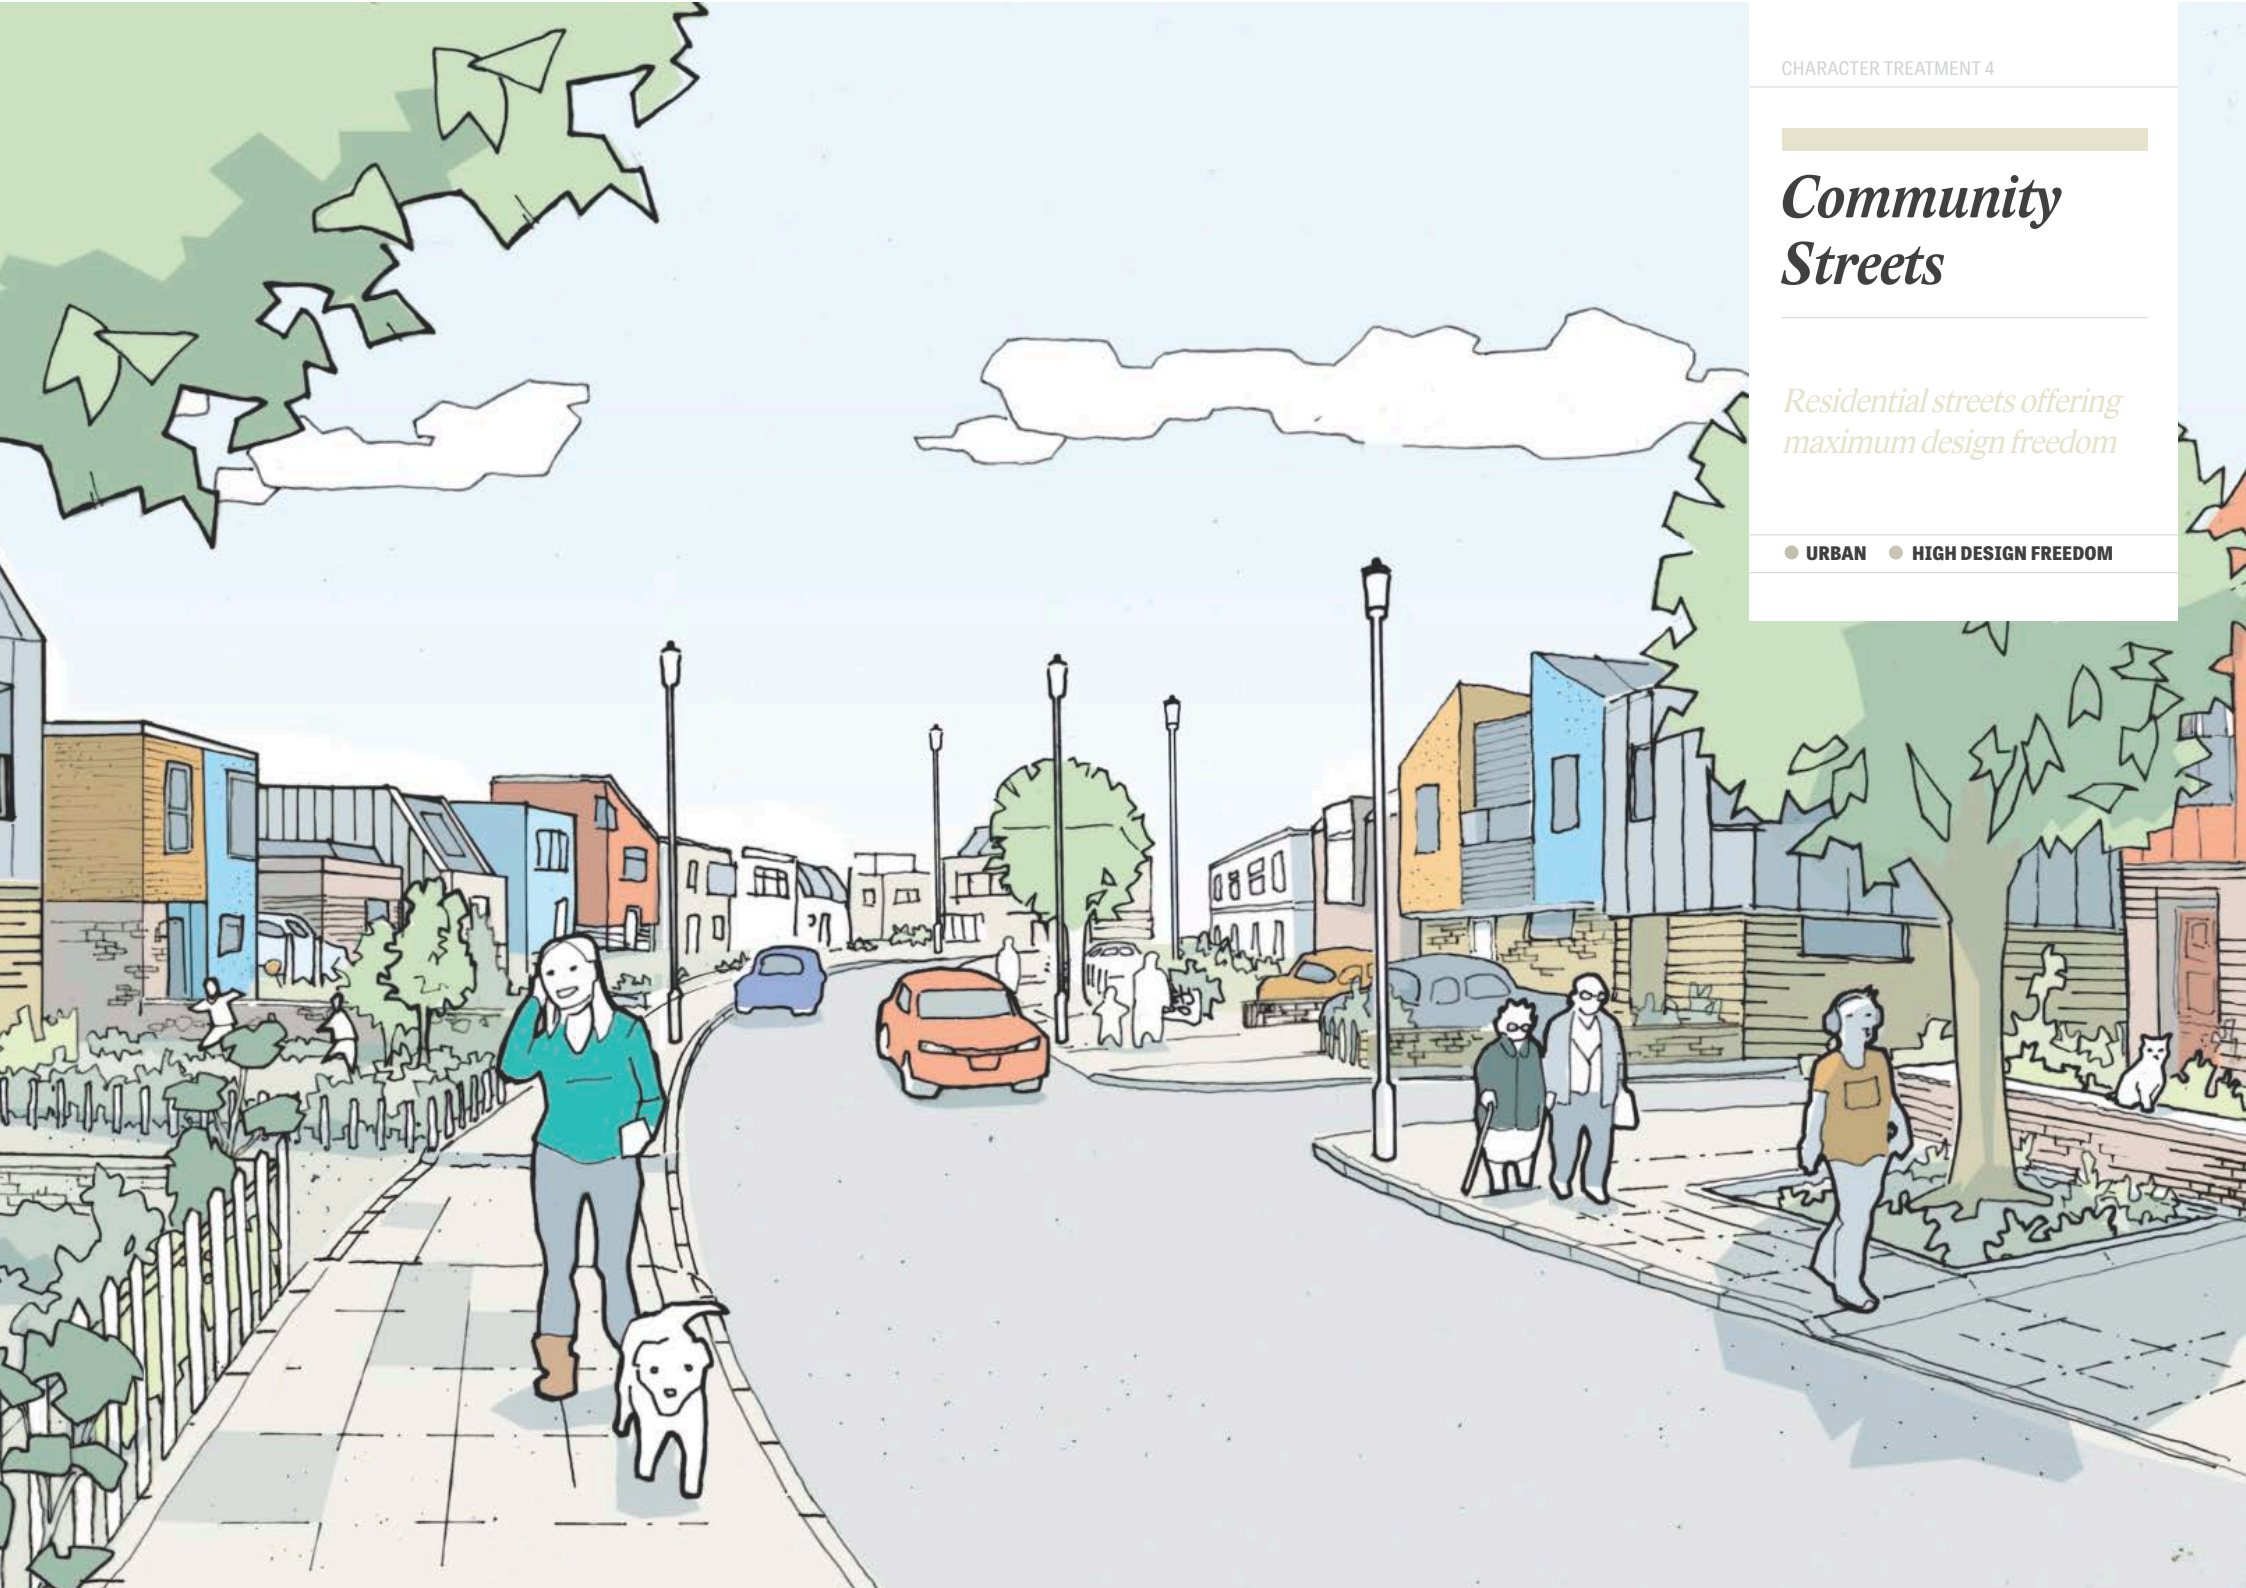 CHARACTER TREATMENT 4
Community
Streets
Residential streets offering
maximum design freedom
URBAN HIGH DESIGN FREEDOM